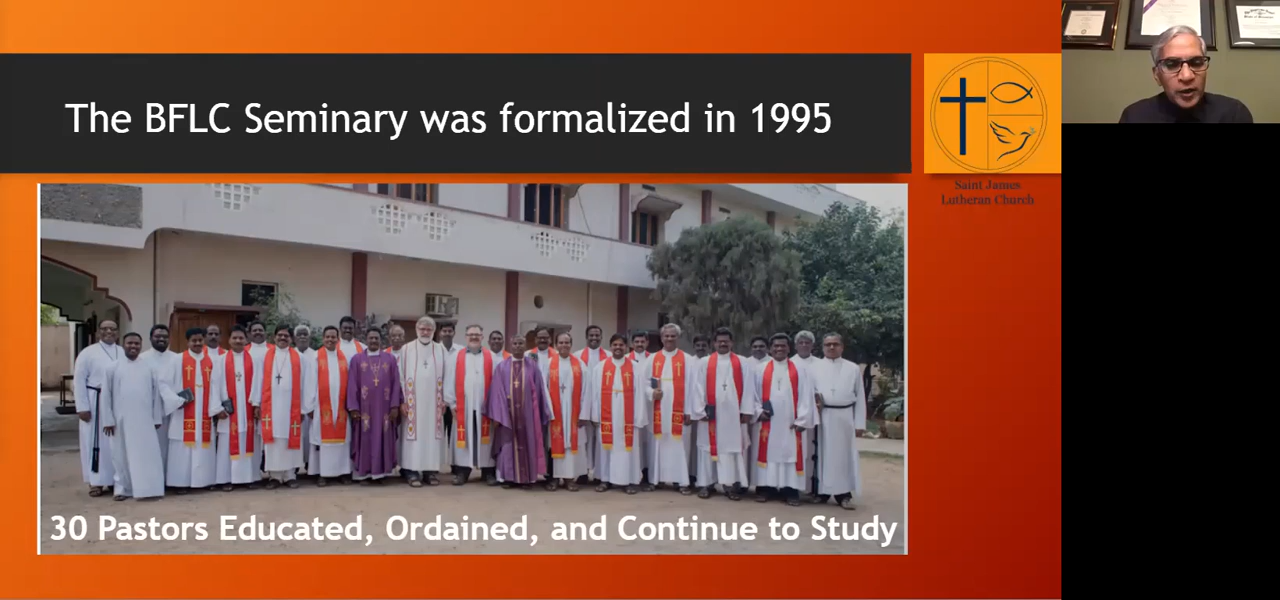 The BFLC Seminary was formalized in 1995
Saint James
Lutheran Church
30 Pastors Educated, Ordained, and Continue to Study